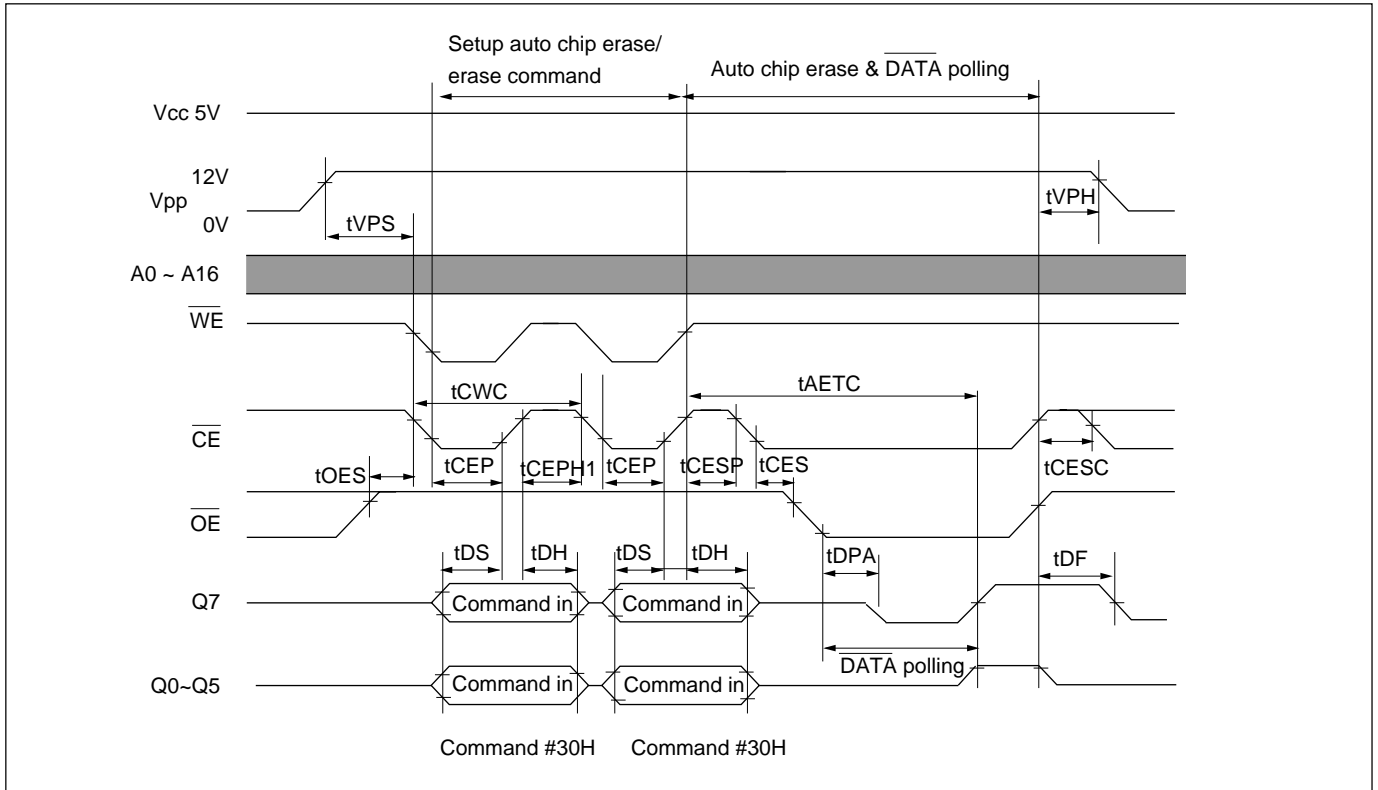 Setup auto chip erase/
erase command
Auto chip erase & DATA polling
Vcc 5V
12V
Vpp
0V
tVPS
tVPH
A0 ~ A16
WE
tCWC
tAETC
CE
tOES
tCEP
tCEPH1
tCEP
tCESP
tCES
tCESC
OE
tDS
tDH
tDS
tDH
tDPA
tDF
Q7
Command in
Command in
DATA polling
Q0~Q5
Command in
Command in
Command #30H
Command #30H